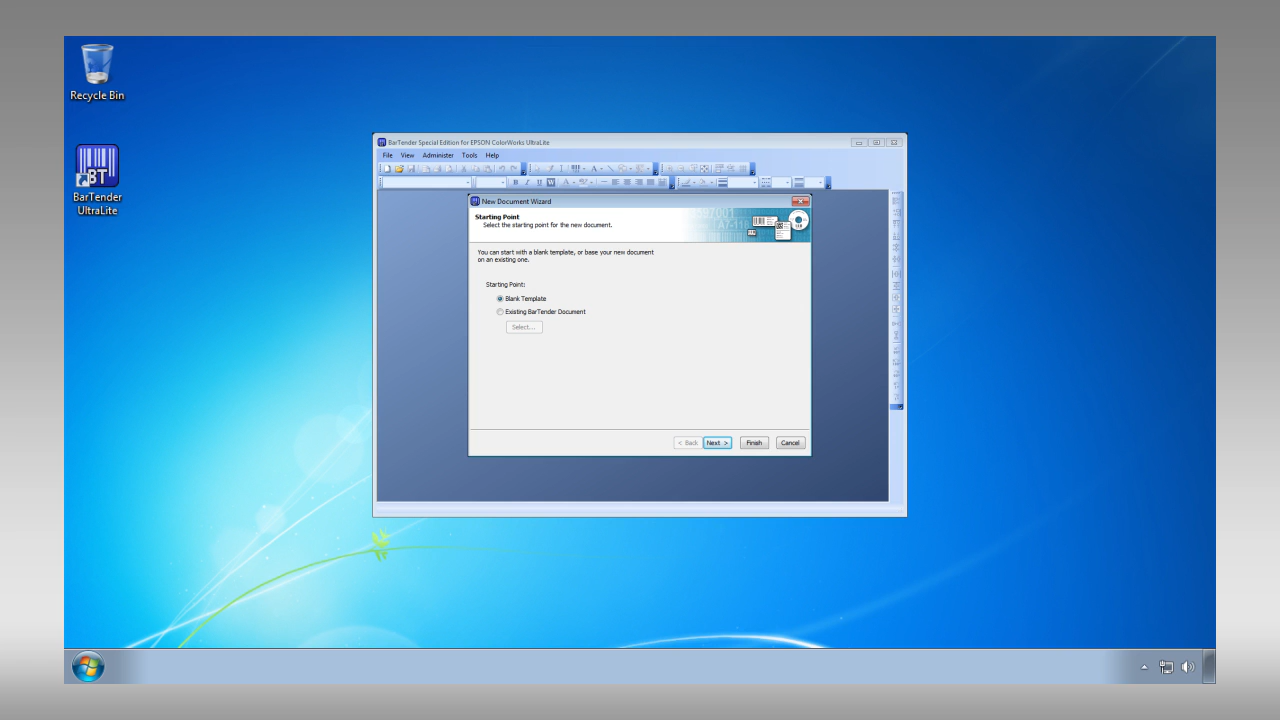 Recycle Bin
BT
BarTender
UltraLite
BarTender Special Edition for EPSON ColorWorks UltraLite
File View Administer Tools Help
New Document Wizard
Starting Point
Select the starting point for the new document.
You can start with a blank template, or base your new document
on an existing one.
Starting Point:
Blank Template
Existing BarTender Document
Select...
< Back Next > Finish Cancel